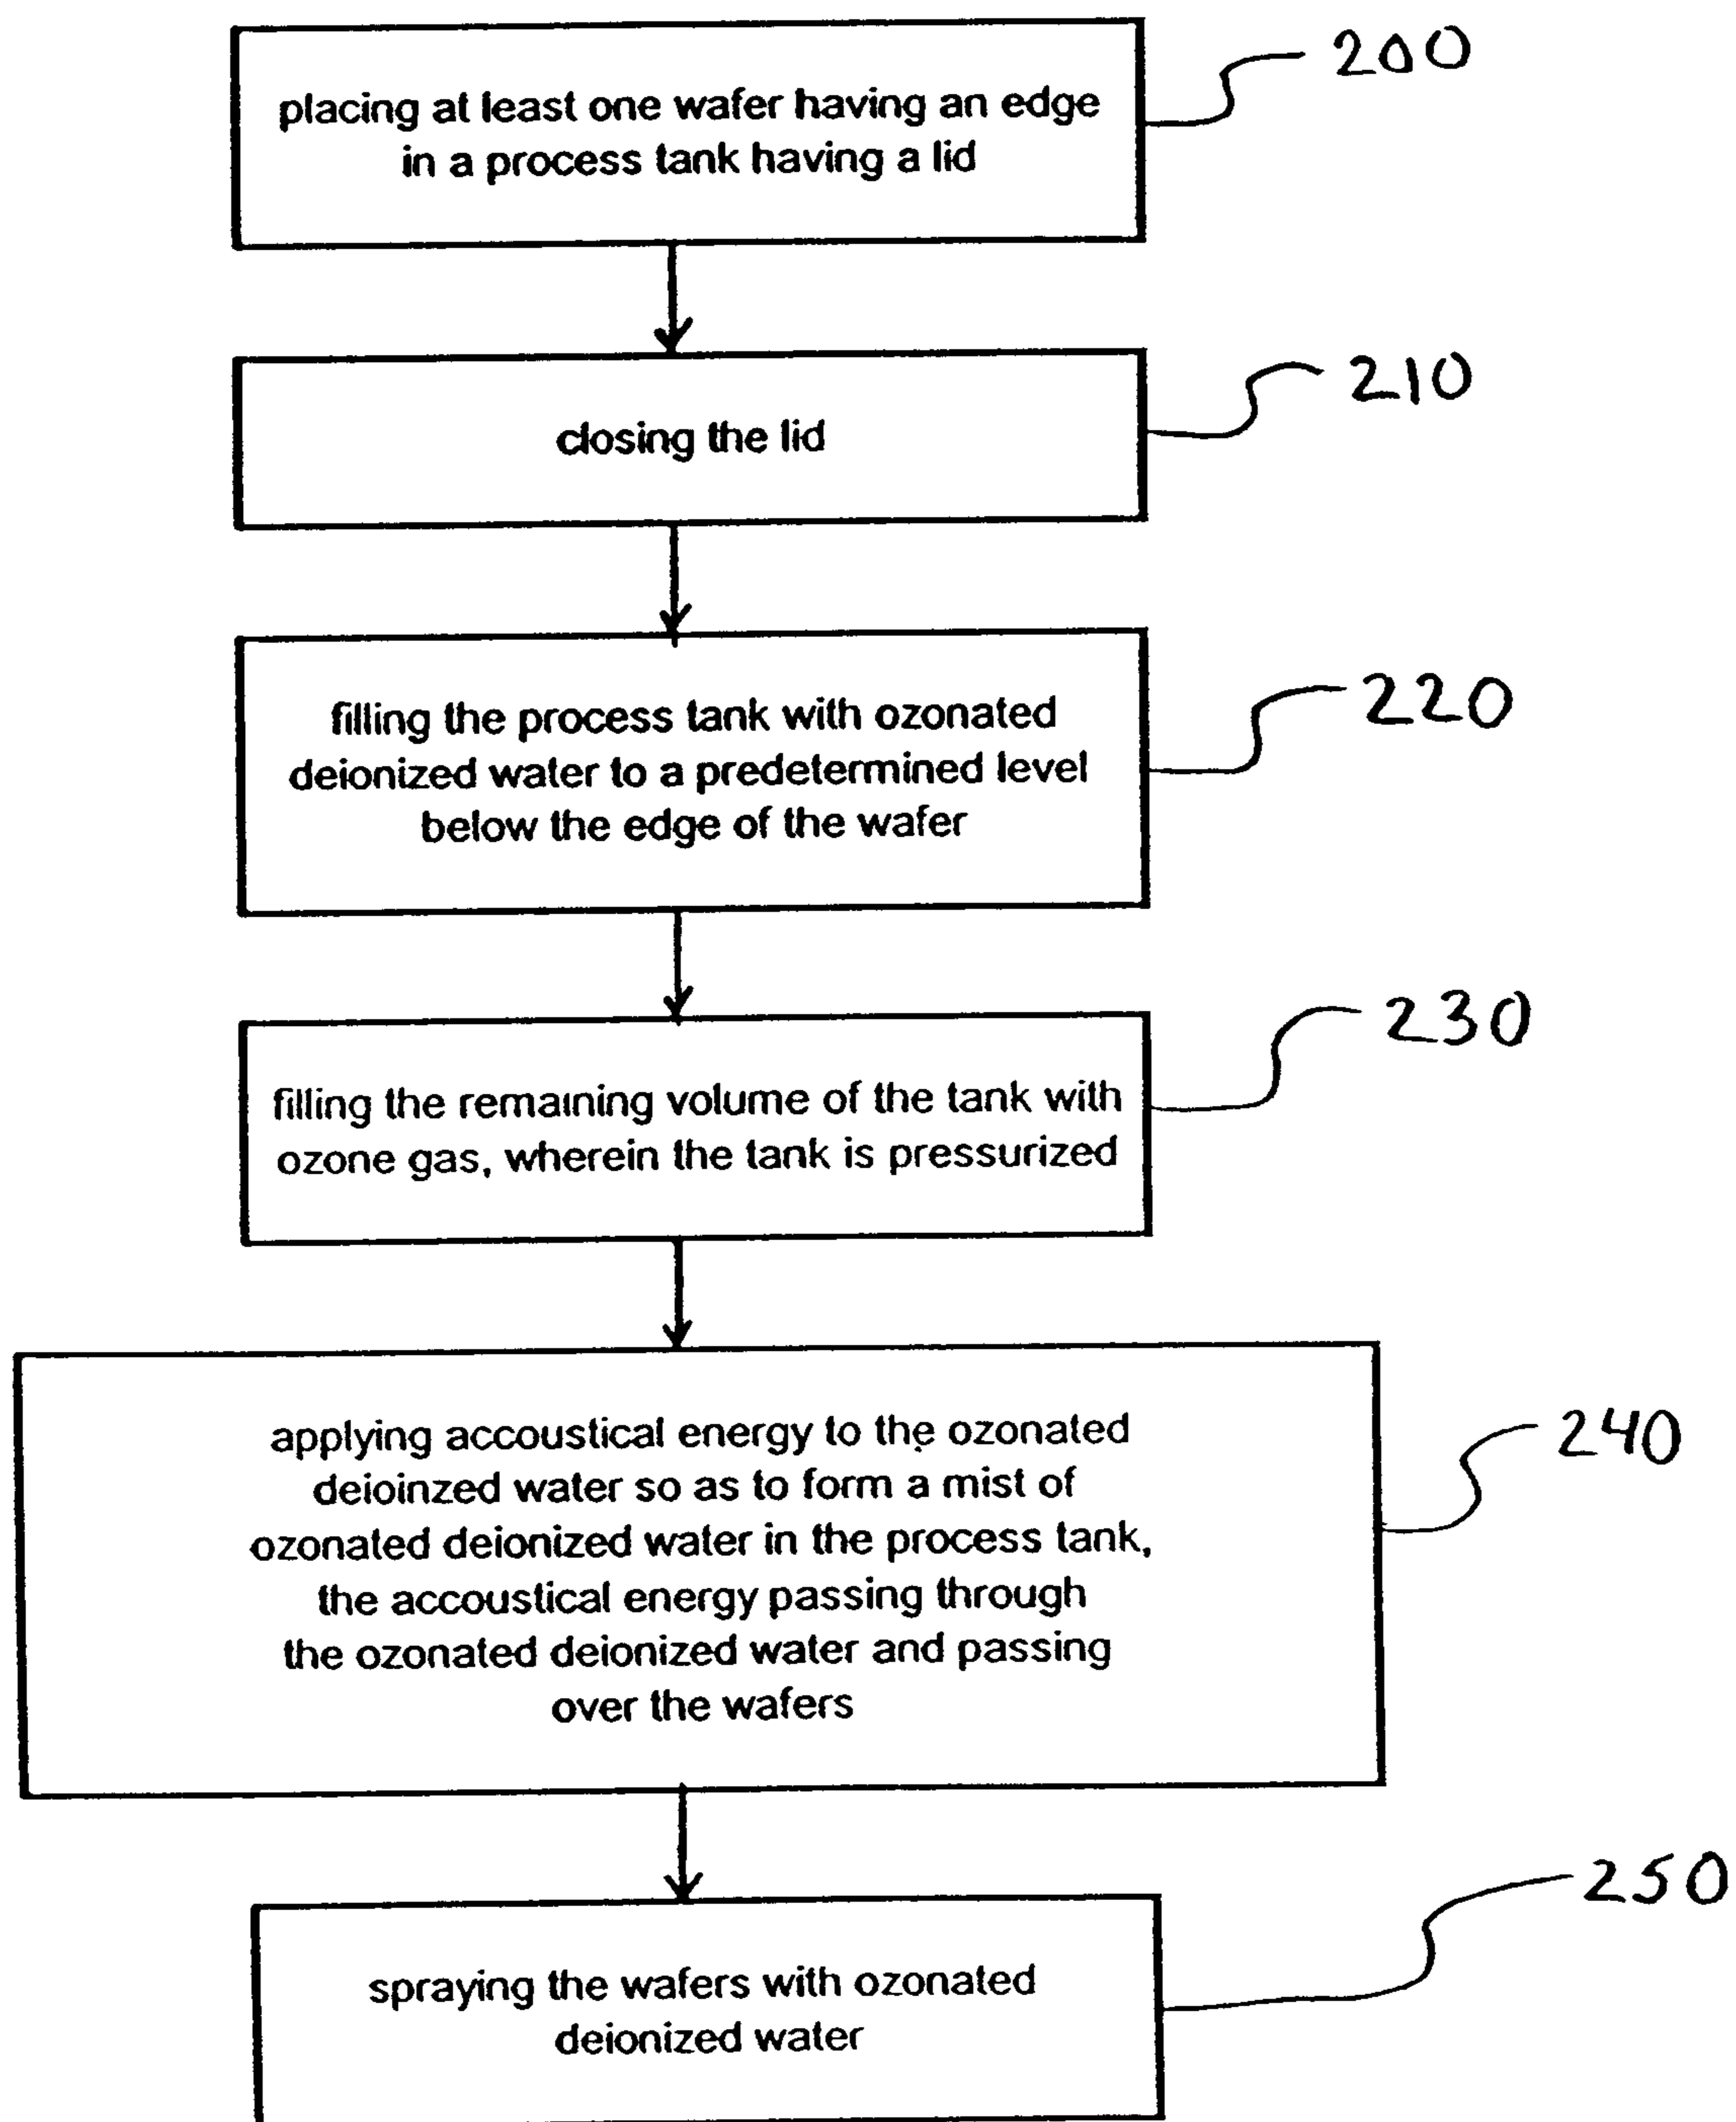 placing at least one wafer having an edge
in a process tank having a lid
200
closing the lid
210
filling the process tank with ozonated
deionized water to a predetermined level
below the edge of the wafer
220
filling the remaining volume of the tank with
ozone gas, wherein the tank is pressurized
230
applying accoustical energy to the ozonated
deioinzed water so as to form a mist of
ozonated deionized water in the process tank,
the accoustical energy passing through
the ozonated deionized water and passing
over the wafers
240
spraying the wafers with ozonated
deionized water
250